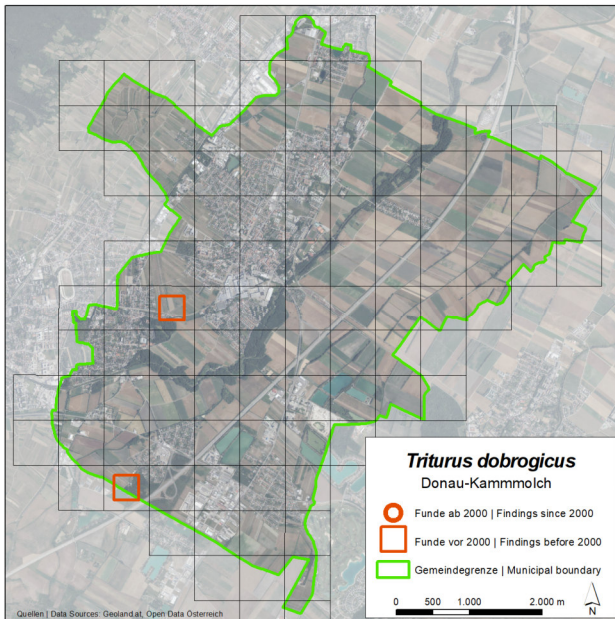 Triturus dobrogicus
Donau-Kammmolch
Funde ab 2000 | Findings since 2000
Funde vor 2000 | Findings before 2000
Gemeindegrenze | Municipal boundary
0 1.000 2.000 m
N
Quellen | Data Sources: Geoland.at, Open Data Österreich